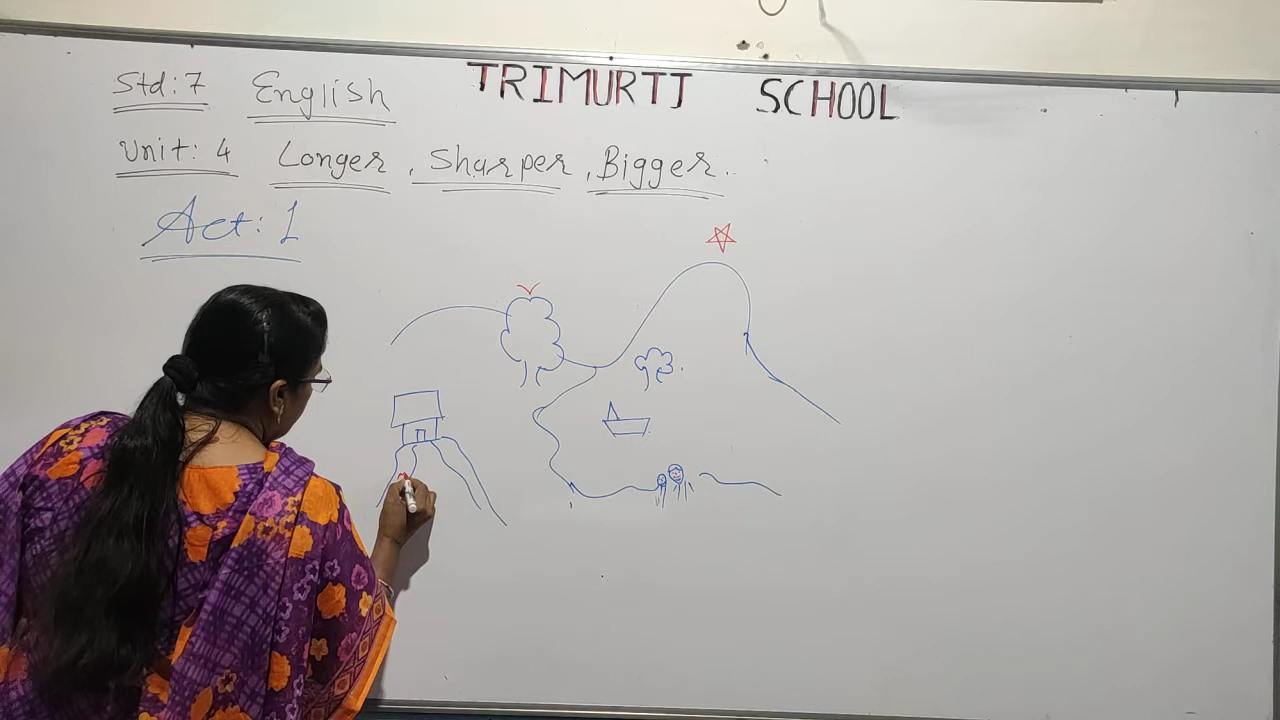 TRIMURTI SCHOOL
Std: 7 English
Unit: 4 Longer, Sharper, Bigger..
Act: 1